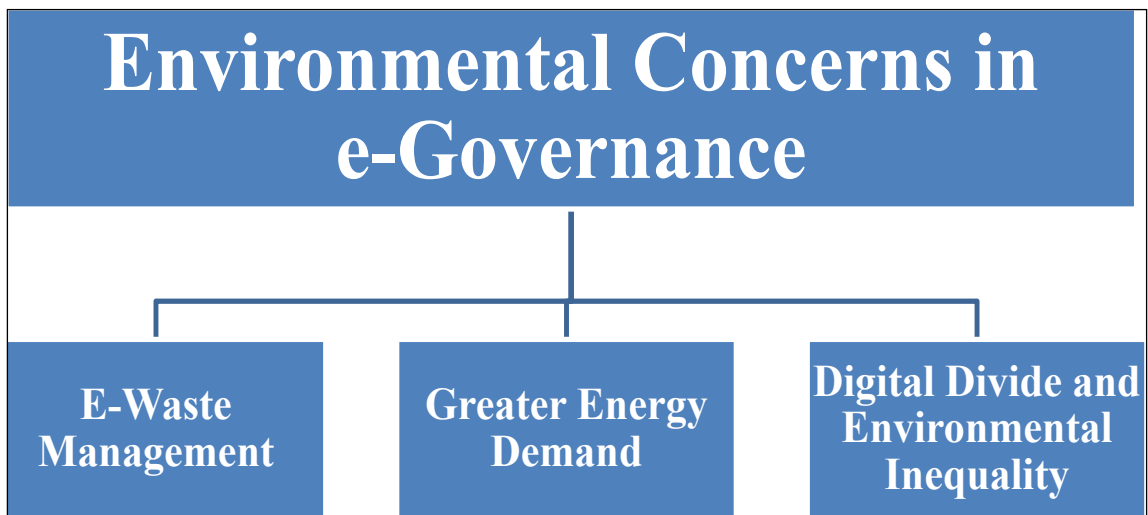 Environmental Concerns in
e-Governance
E-Waste
Management
Greater Energy
Demand
Digital Divide and
Environmental
Inequality